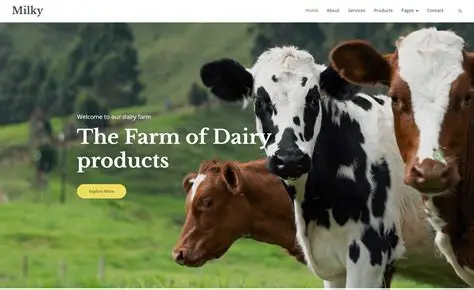 Milky
Home About Services Products Pages Contact
Welcome to our dairy farm
The Farm of Dairy
products
Explore More